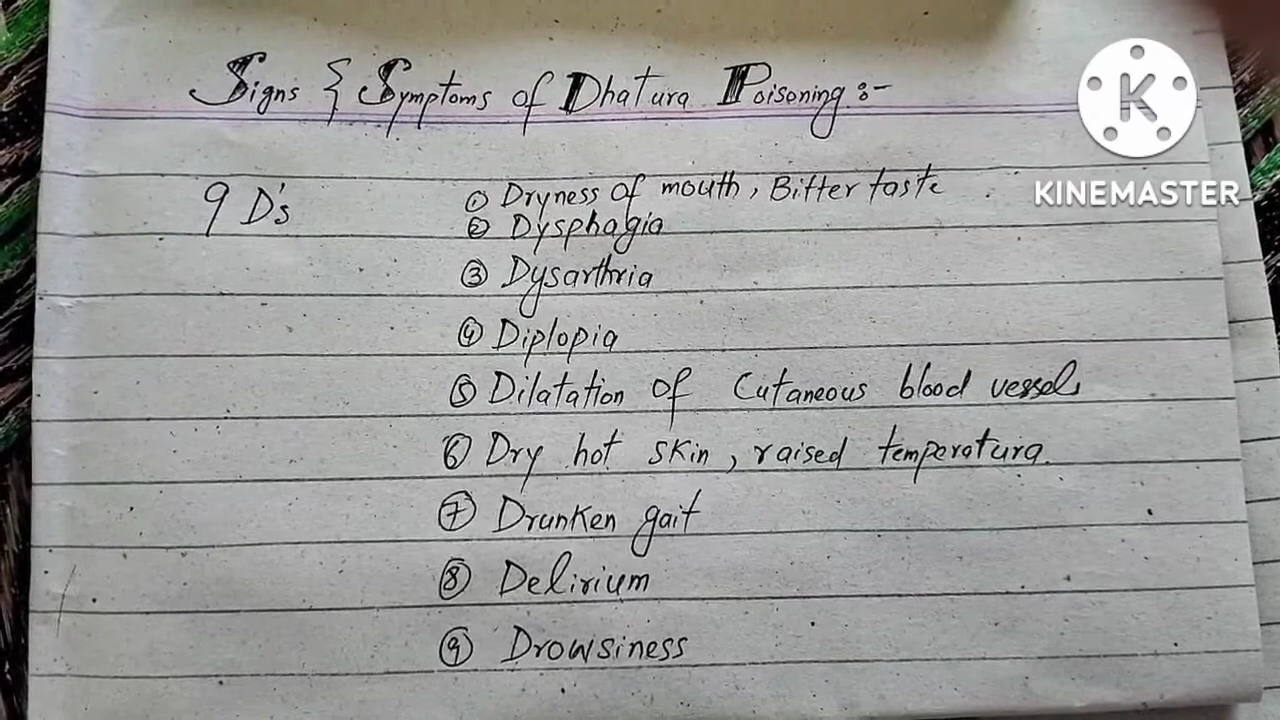 Signs & Symptoms of Dhatura Poisoning :-
K
KINEMASTER
9 D's
① Dryness of mouth, Bitter taste
② Dysphagia
③ Dysarthria
④ Diplopia
⑤ Dilatation of Cutaneous blood vessels
⑥ Dry hot skin, raised temperatura.
⑦ Drunken gait
⑧ Delirium
⑨ Drowsiness